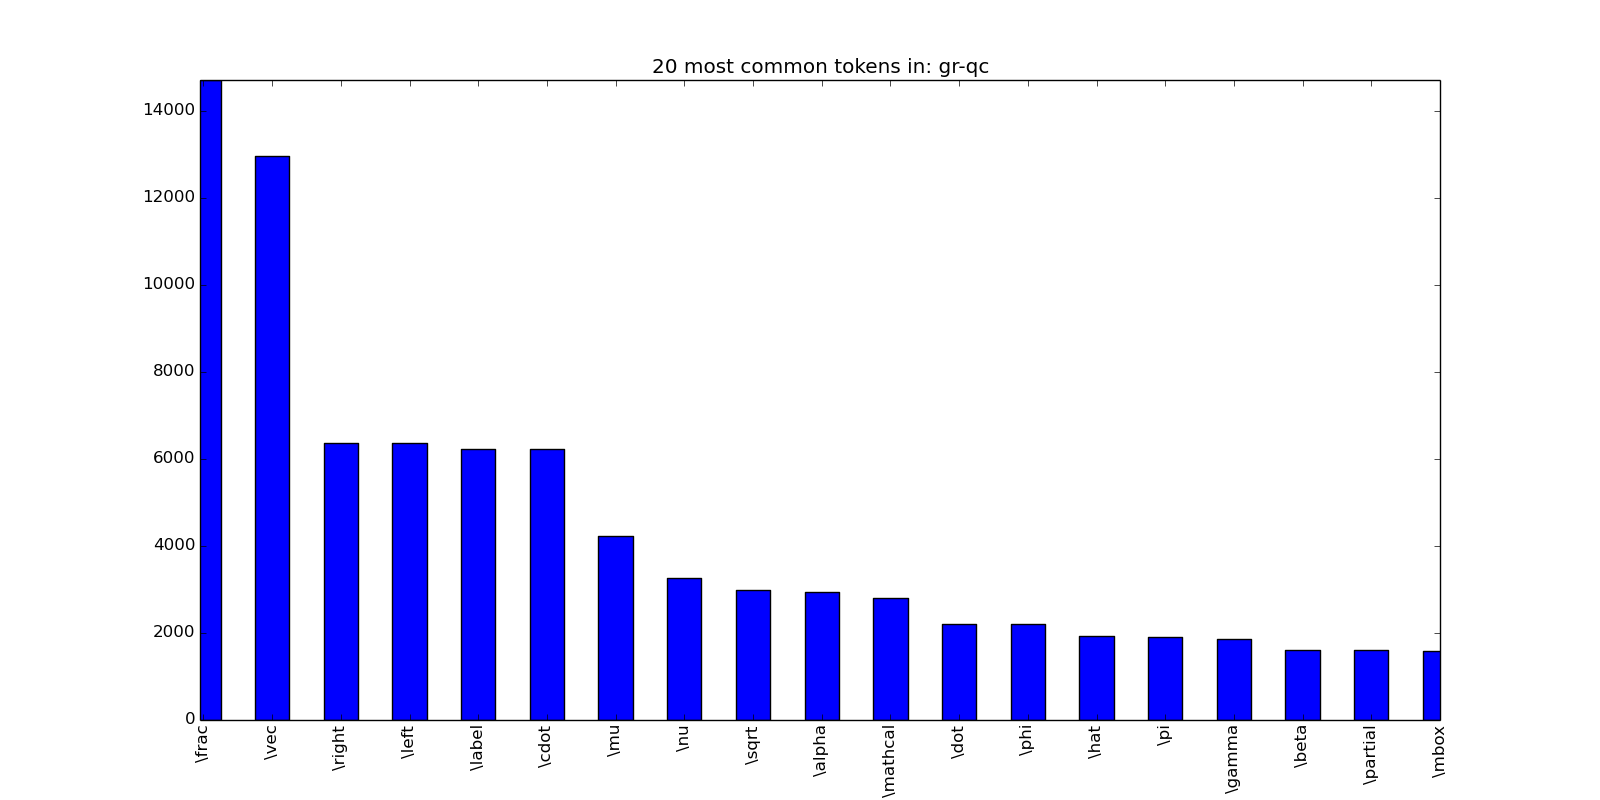 20 most common tokens in: gr-qc
14000
12000
10000
8000
6000
4000
2000
0
\frac
\vec
\right
\left
\label
\cdot
\mu
\nu
\sqrt
\alpha
\mathcal
\dot
\phi
\hat
\pi
\gamma
\beta
\partial
\mbox